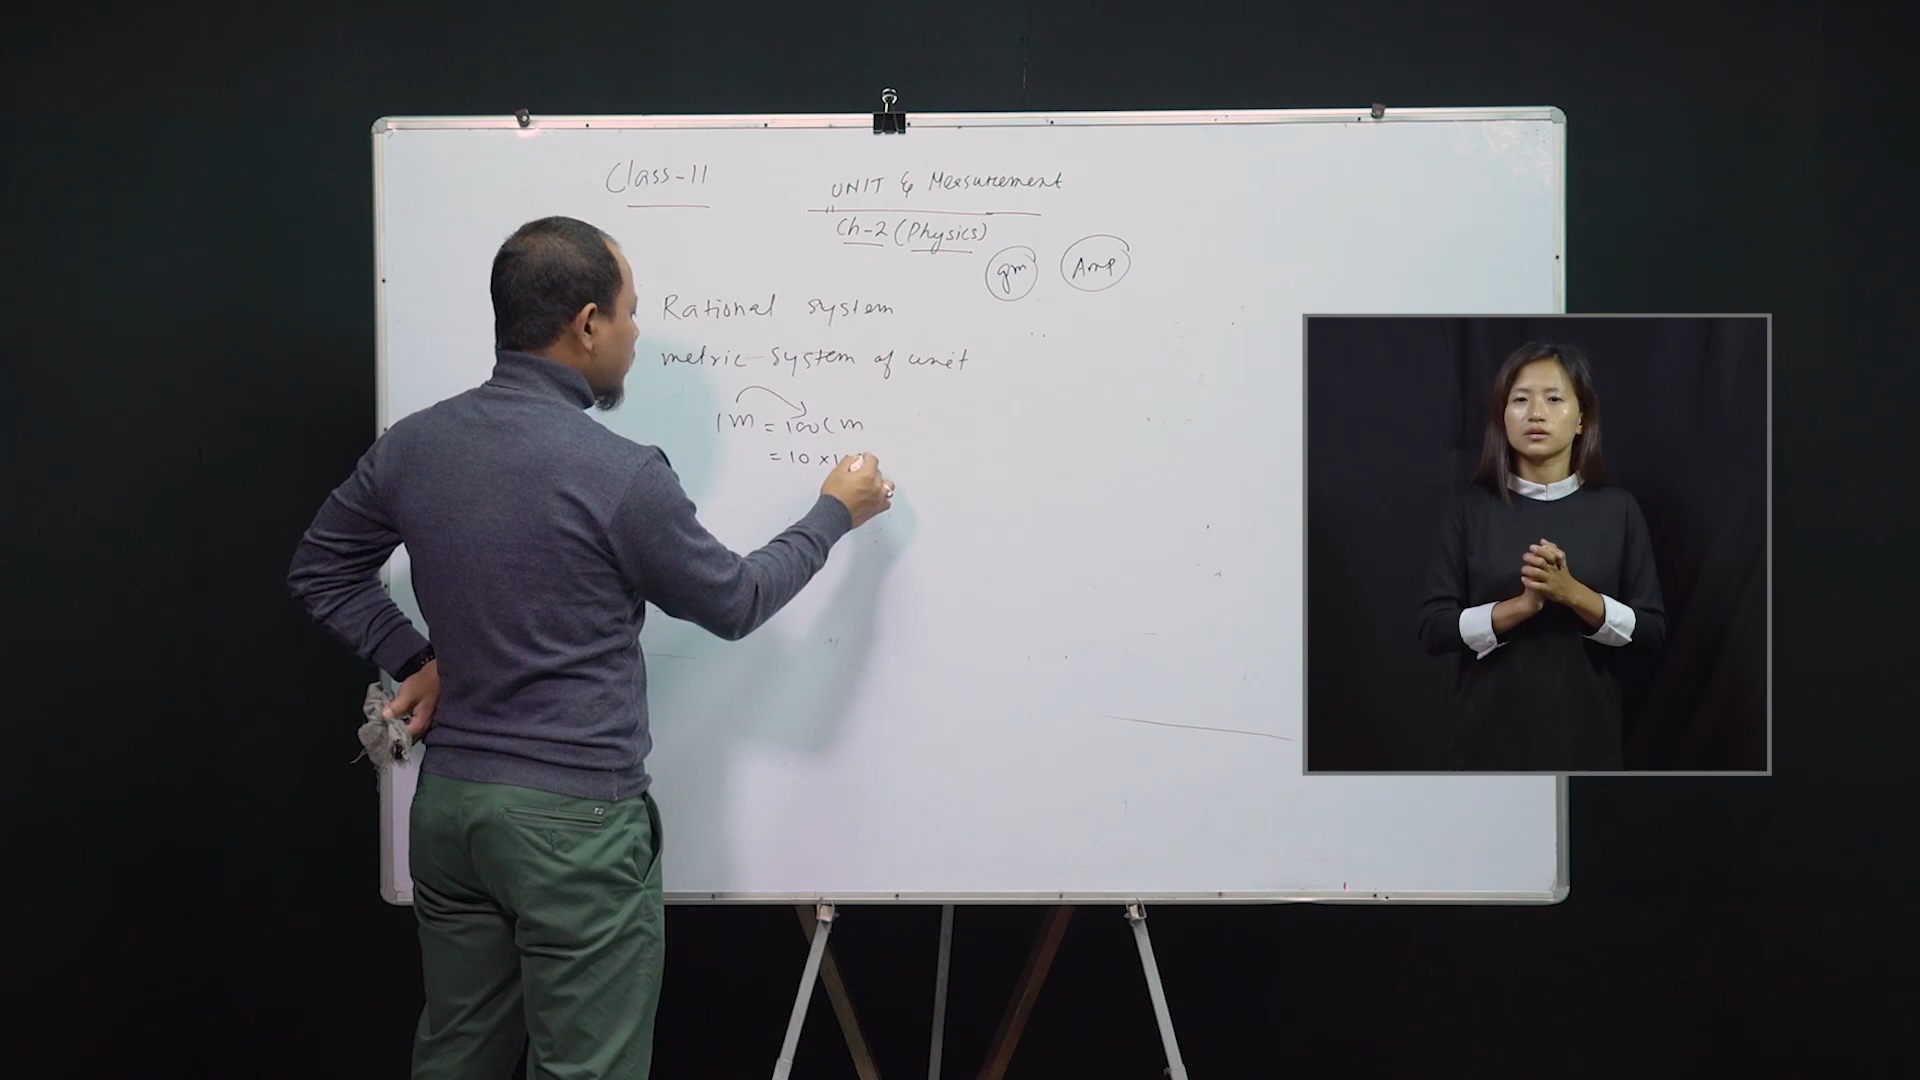 Class-11
UNIT & Measurement
Ch-2 (Physics)
gm
Amp
Rational system
metric system of unit
1m = 100cm
= 10 ×